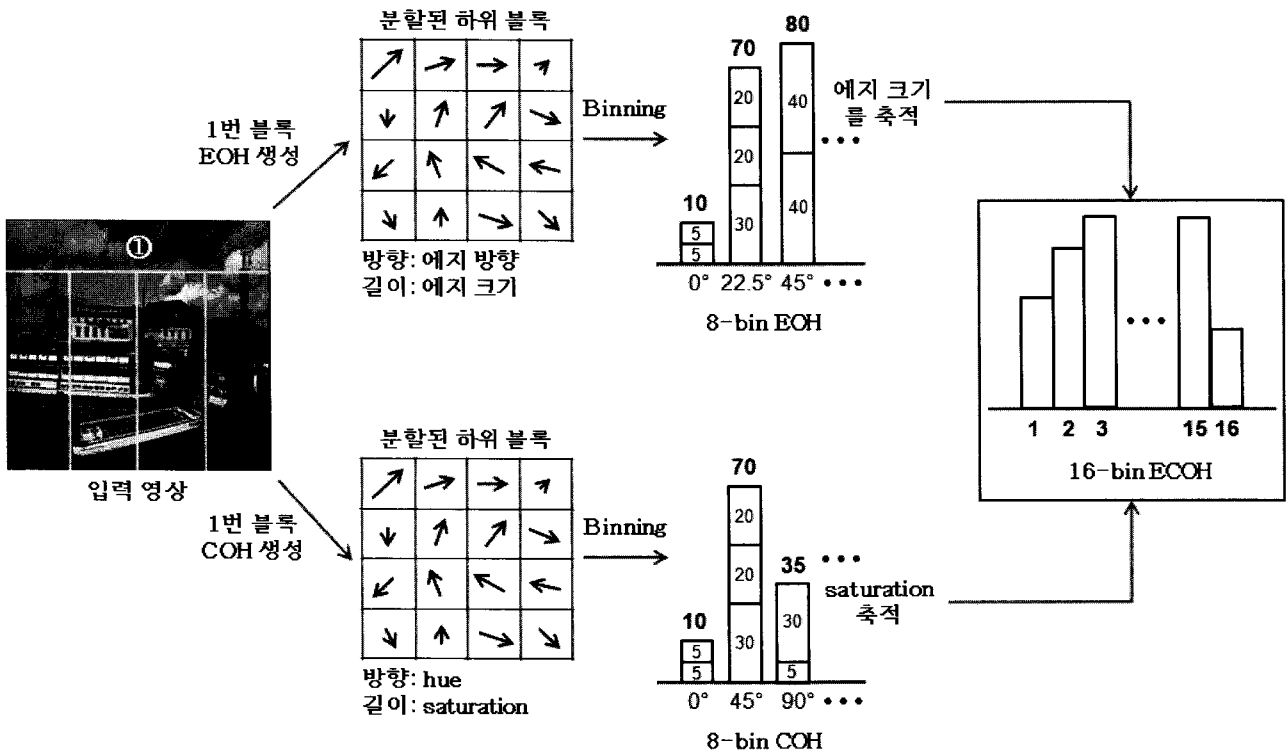 분할된 하위 블록
1번 블록
EOH 생성
방향: 에지 방향
길이: 에지 크기
Binning
10
5
5
70
20
20
30
80
40
40
0° 22.5° 45° •••
8-bin EOH
에지 크기
를 축적
•••
①
입력 영상
1번 블록
COH 생성
분할된 하위 블록
방향: hue
길이: saturation
Binning
10
5
5
70
20
20
30
35
30
5
0° 45° 90° •••
8-bin COH
•••
saturation
축적
•••
1 2 3 15 16
16-bin ECOH